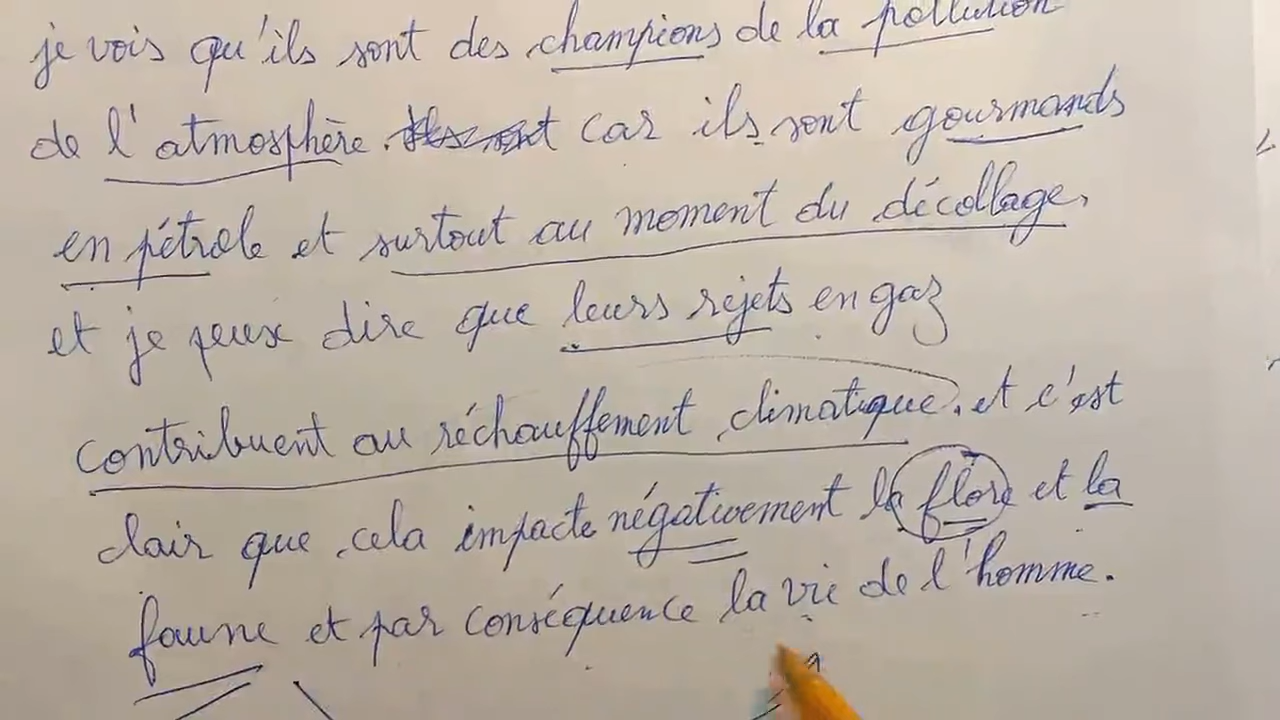 je vois qu'ils sont des champions de la pollution
de l'atmosphère. car ils sont gourmands
en pétrole et surtout au moment du décollage,
et je peux dire que leurs rejets en gaz
contribuent au réchauffement climatique. et c'est
clair que cela impacte négativement la flore et la
faune et par conséquence la vie de l'homme.